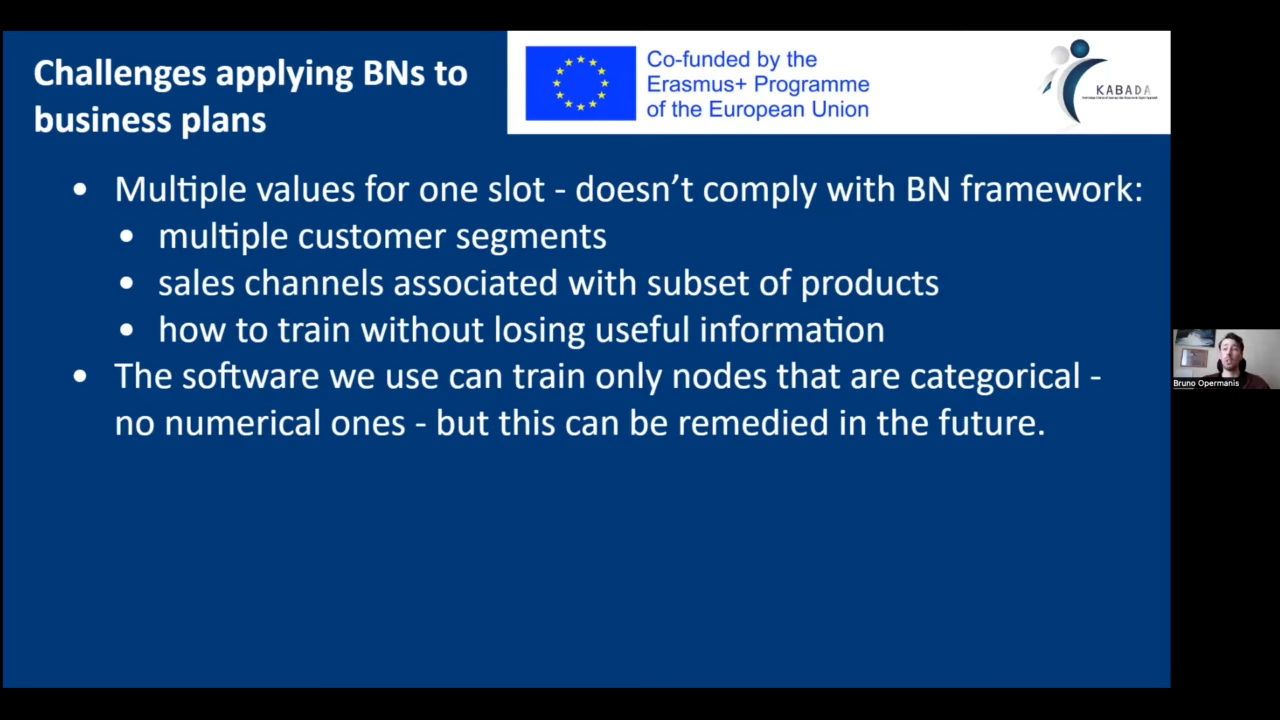 Challenges applying BNs to
business plans
Co-funded by the
Erasmus+ Programme
of the European Union
KABADA
• Multiple values for one slot - doesn’t comply with BN framework:
• multiple customer segments
• sales channels associated with subset of products
• how to train without losing useful information
• The software we use can train only nodes that are categorical -
no numerical ones - but this can be remedied in the future.
Bruno Opermanis